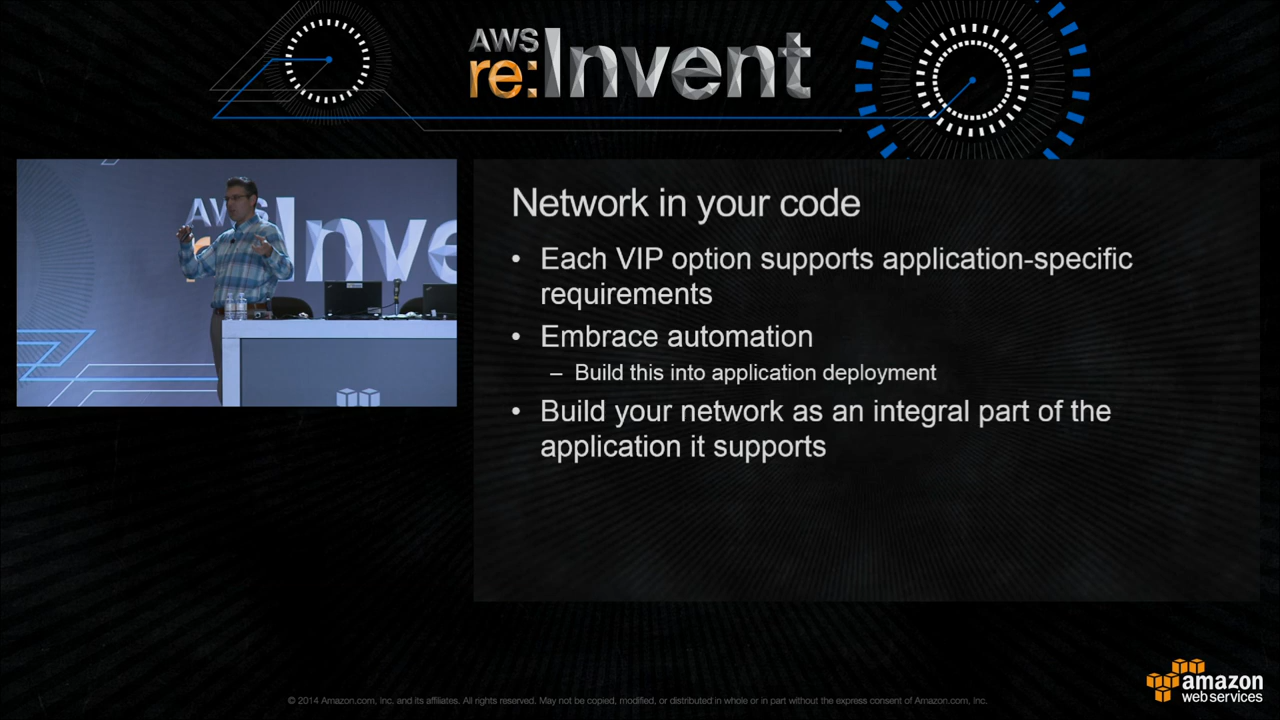 AWS
re:Invent
AWS
Inve
Network in your code
• Each VIP option supports application-specific
requirements
• Embrace automation
– Build this into application deployment
• Build your network as an integral part of the
application it supports
amazon
web services
© 2014 Amazon.com, Inc. and its affiliates. All rights reserved. May not be copied, modified, or distributed in whole or in part without the express consent of Amazon.com, Inc.